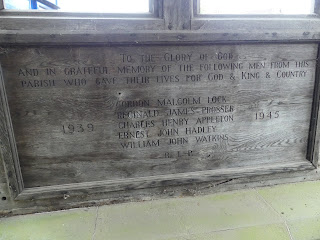 TO THE GLORY OF GOD
AND IN GRATEFUL MEMORY OF THE FOLLOWING MEN FROM THIS
PARISH WHO GAVE THEIR LIVES FOR GOD & KING & COUNTRY
GORDON MALCOLM LOCK
REGINALD JAMES PROSSER
1939 CHARLES HENRY APPLETON 1945
ERNEST JOHN HADLEY
WILLIAM JOHN WATKINS
R.I.P.